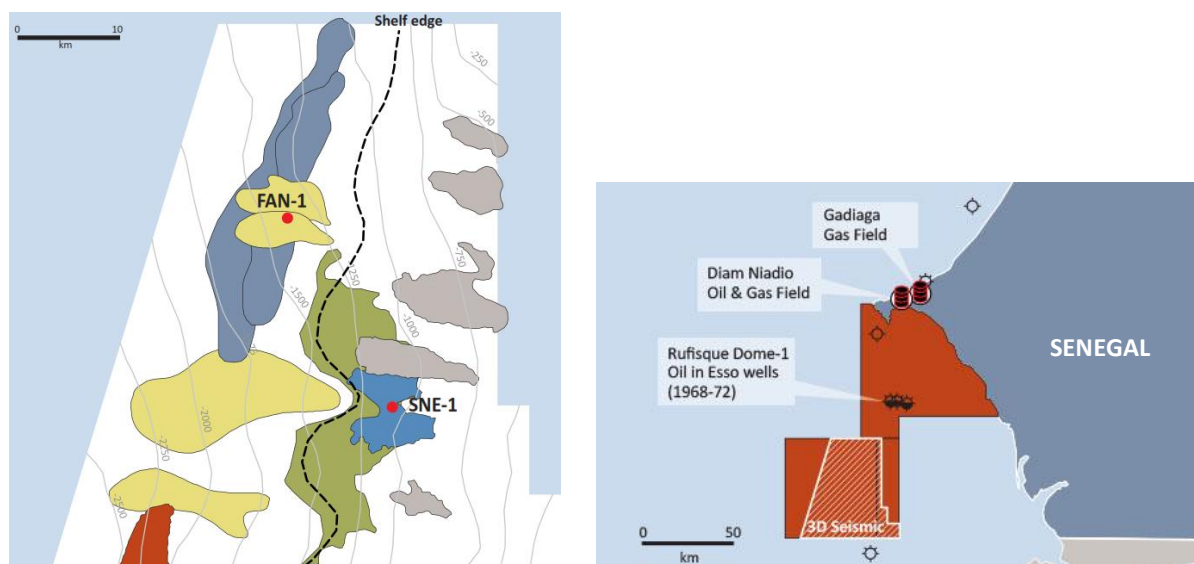 0
10
km
Shelf edge
-250
-500
FAN-1
-750
-1250
-1500
-1000
SNE-1
-2000
-2250
-2500
Gadiaga
Gas Field
Diam Niadio
Oil & Gas Field
SENEGAL
Rufisque Dome-1
Oil in Esso wells
(1968-72)
3D Seismic
0
50
km